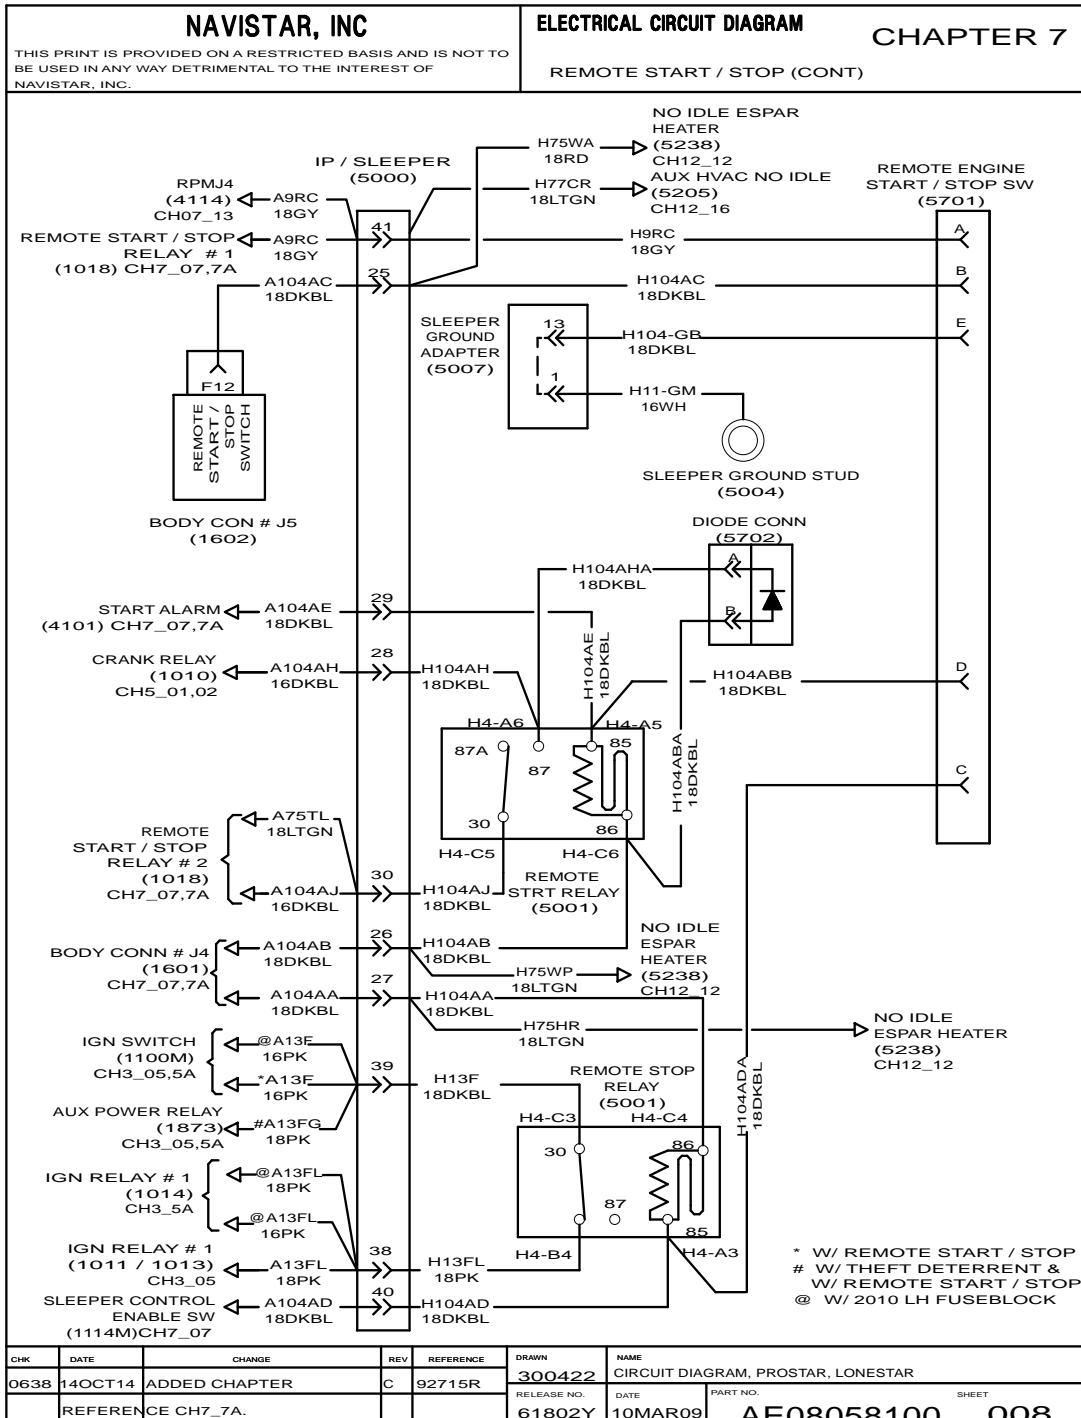 NAVISTAR, INC
THIS PRINT IS PROVIDED ON A RESTRICTED BASIS AND IS NOT TO
BE USED IN ANY WAY DETRIMENTAL TO THE INTEREST OF
NAVISTAR, INC.
ELECTRICAL CIRCUIT DIAGRAM
CHAPTER 7
REMOTE START / STOP (CONT)
NO IDLE ESPAR
HEATER
(5238)
CH12_12
H75WA
18RD
AUX HVAC NO IDLE
(5205)
CH12_16
H77CR
18LTGN
IP / SLEEPER
(5000)
REMOTE ENGINE
START / STOP SW
(5701)
RPMJ4
(4114)
CH07_13
A9RC
18GY
REMOTE START / STOP
RELAY # 1
(1018) CH7_07,7A
A9RC
18GY
41
H9RC
18GY
A
A104AC
18DKBL
25
H104AC
18DKBL
B
SLEEPER
GROUND
ADAPTER
(5007)
13
H104-GB
18DKBL
E
1
H11-GM
16WH
SLEEPER GROUND STUD
(5004)
F12
REMOTE
START /
STOP
SWITCH
BODY CON # J5
(1602)
DIODE CONN
(5702)
A
B
H104AHA
18DKBL
START ALARM
(4101) CH7_07,7A
A104AE
18DKBL
29
H104AE
18DKBL
CRANK RELAY
(1010)
CH5_01,02
A104AH
16DKBL
28
H104AH
18DKBL
H104ABB
18DKBL
D
H4-A6
H4-A5
87A
87
85
30
86
H4-C5
H4-C6
H104ABA
18DKBL
C
REMOTE
STRT RELAY
(5001)
REMOTE
START / STOP
RELAY # 2
(1018)
CH7_07,7A
A75TL
18LTGN
A104AJ
16DKBL
30
H104AJ
18DKBL
BODY CONN # J4
(1601)
CH7_07,7A
A104AB
18DKBL
26
H104AB
18DKBL
NO IDLE
ESPAR
HEATER
(5238)
CH12_12
H75WP
18LTGN
A104AA
18DKBL
27
H104AA
18DKBL
H75HR
18LTGN
NO IDLE
ESPAR HEATER
(5238)
CH12_12
IGN SWITCH
(1100M)
CH3_05,5A
@A13F
16PK
*A13F
16PK
39
H13F
18DKBL
REMOTE STOP
RELAY
(5001)
H104ADA
18DKBL
AUX POWER RELAY
(1873)
CH3_05,5A
#A13FG
18PK
H4-C3
H4-C4
30
86
87
85
H4-B4
H4-A3
IGN RELAY # 1
(1014)
CH3_5A
@A13FL
18PK
@A13FL
16PK
IGN RELAY # 1
(1011 / 1013)
CH3_05
A13FL
18PK
38
H13FL
18PK
SLEEPER CONTROL
ENABLE SW
(1114M)CH7_07
A104AD
18DKBL
40
H104AD
18DKBL
* W/ REMOTE START / STOP
# W/ THEFT DETERRENT &
W/ REMOTE START / STOP
@ W/ 2010 LH FUSEBLOCK
CHK DATE CHANGE REV REFERENCE
0638 14OCT14 ADDED CHAPTER C 92715R
REFERENCE CH7_7A.
DRAWN
300422
NAME
CIRCUIT DIAGRAM, PROSTAR, LONESTAR
RELEASE NO.
61802Y
DATE
10MAR09
PART NO.
AE08058100
SHEET
008